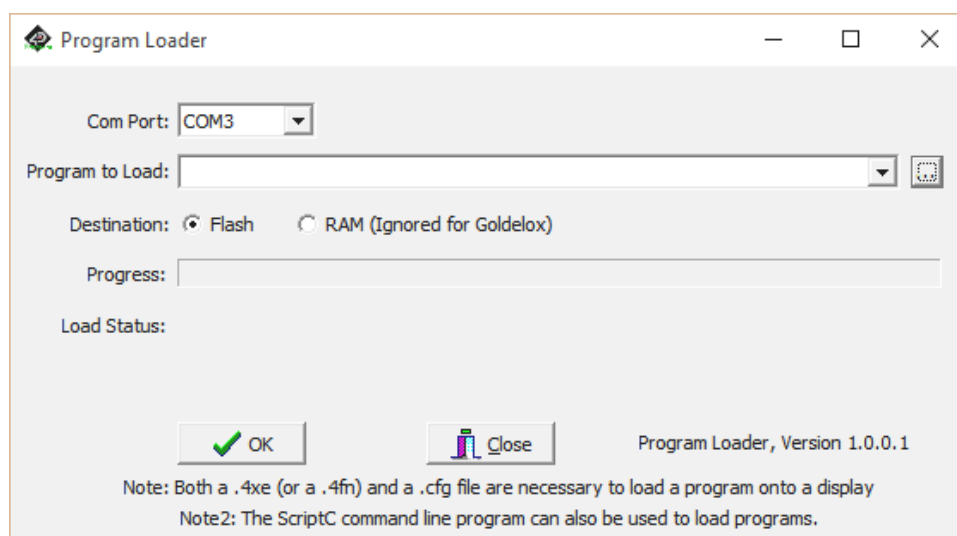 Program Loader
Com Port: COM3
Program to Load:
Destination: Flash RAM (Ignored for Goldelox)
Progress:
Load Status:
OK Close Program Loader, Version 1.0.0.1
Note: Both a .4xe (or a .4fn) and a .cfg file are necessary to load a program onto a display
Note2: The ScriptC command line program can also be used to load programs.